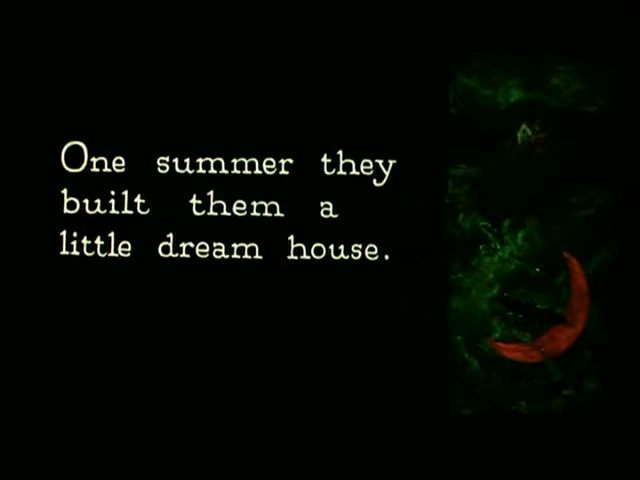 One summer they
built them a
little dream house.